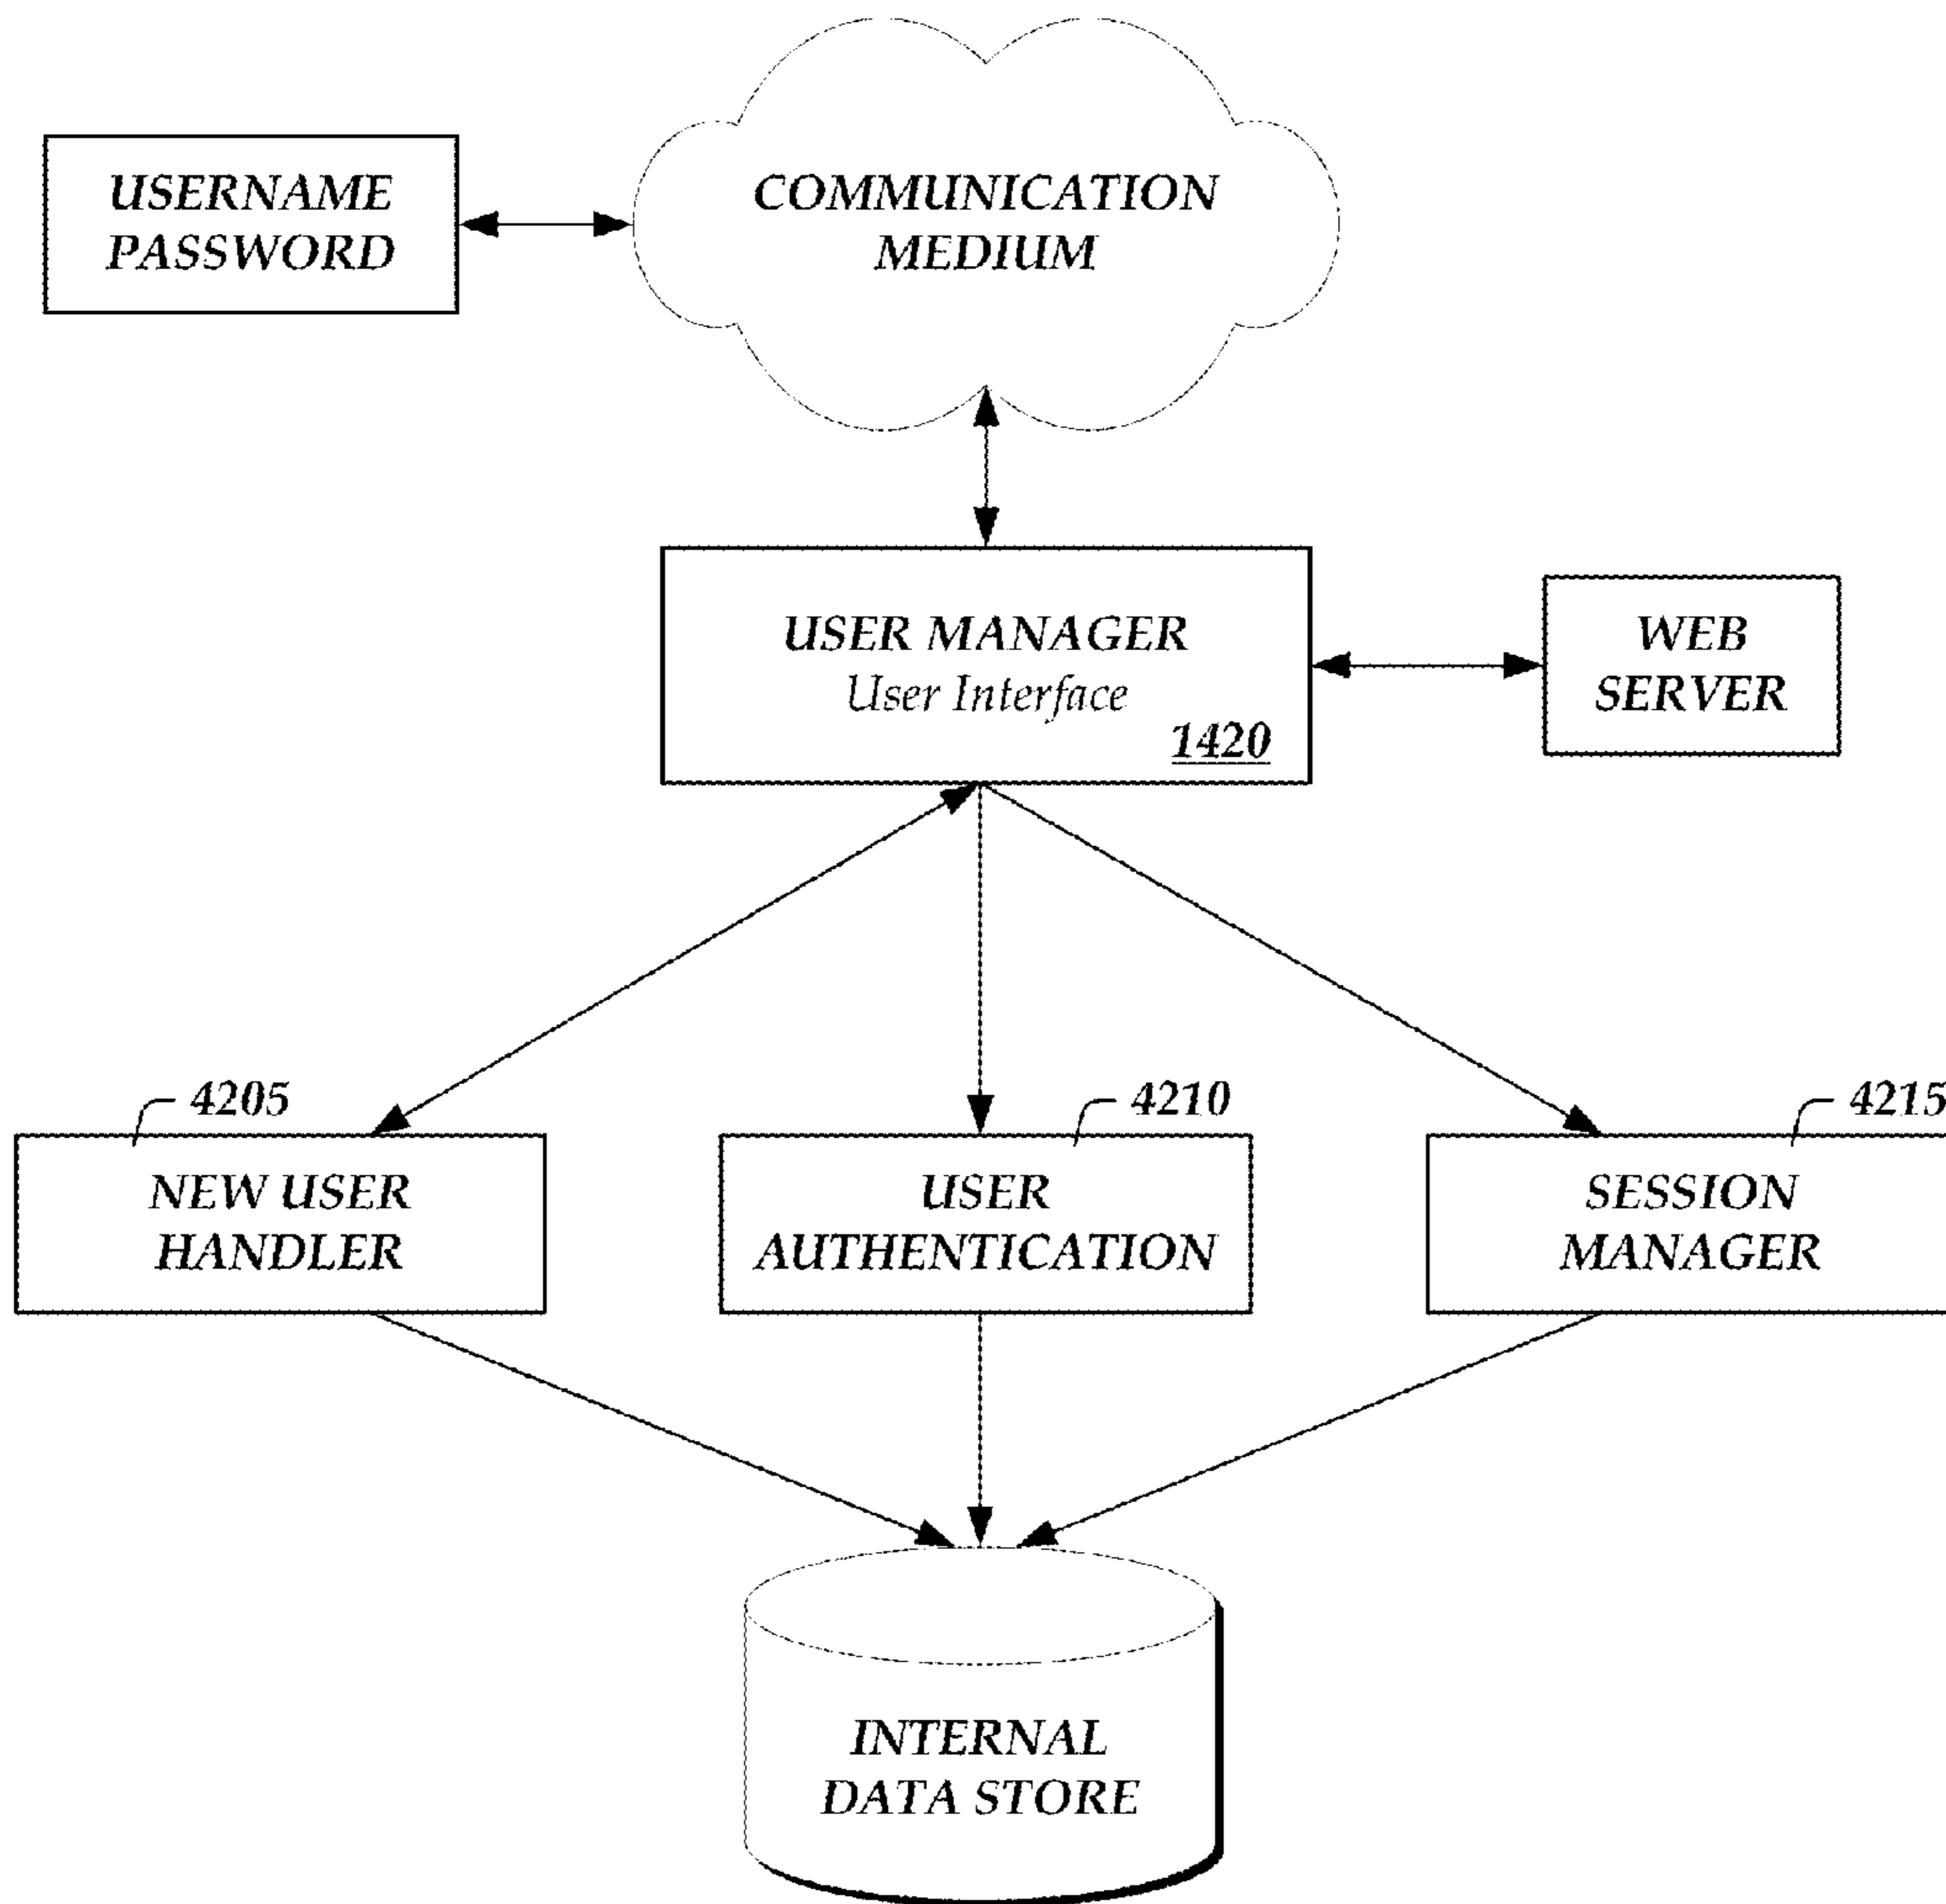 USERNAME
PASSWORD
COMMUNICATION
MEDIUM
USER MANAGER
User Interface
1420
WEB
SERVER
4205
NEW USER
HANDLER
4210
USER
AUTHENTICATION
4215
SESSION
MANAGER
INTERNAL
DATA STORE